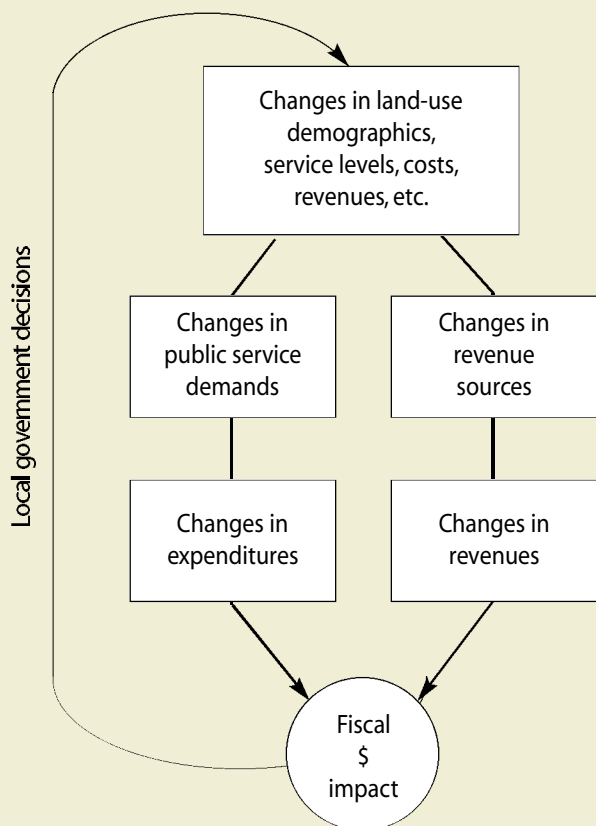 Changes in land-use
demographics,
service levels, costs,
revenues, etc.
Local government decisions
Changes in
public service
demands
Changes in
revenue
sources
Changes in
expenditures
Changes in
revenues
Fiscal
$
impact